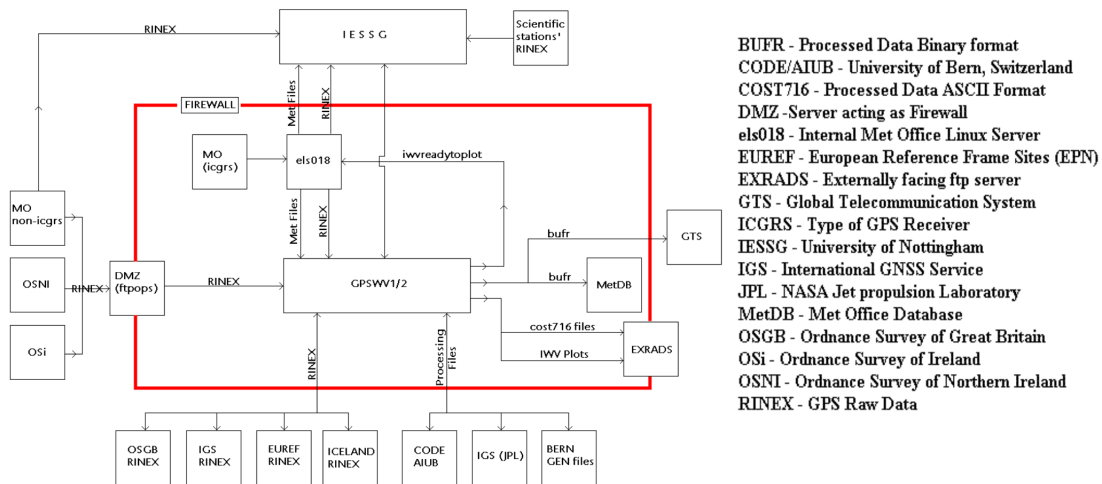 RINEX
I E S S G
Scientific
stations'
RINEX
FIREWALL
Met Files
RINEX
MO
(icgrs)
els018
iwvreadytoplot
MO
non-icgrs
Met Files
RINEX
bufr
GTS
OSNI
RINEX
DMZ
(ftpops)
RINEX
GPSWV1/2
bufr
MetDB
OSi
cost716 files
IWV Plots
EXRADS
RINEX
Processing
Files
OSGB
RINEX
IGS
RINEX
EUREF
RINEX
ICELAND
RINEX
CODE
AIUB
IGS (JPL)
BERN
GEN files
BUFR - Processed Data Binary format
CODE/AIUB - University of Bern, Switzerland
COST716 - Processed Data ASCII Format
DMZ -Server acting as Firewall
els018 - Internal Met Office Linux Server
EUREF - European Reference Frame Sites (EPN)
EXRADS - Externally facing ftp server
GTS - Global Telecommunication System
ICGRS - Type of GPS Receiver
IESSG - University of Nottingham
IGS - International GNSS Service
JPL - NASA Jet propulsion Laboratory
MetDB - Met Office Database
OSGB - Ordnance Survey of Great Britain
OSi - Ordnance Survey of Ireland
OSNI - Ordnance Survey of Northern Ireland
RINEX - GPS Raw Data